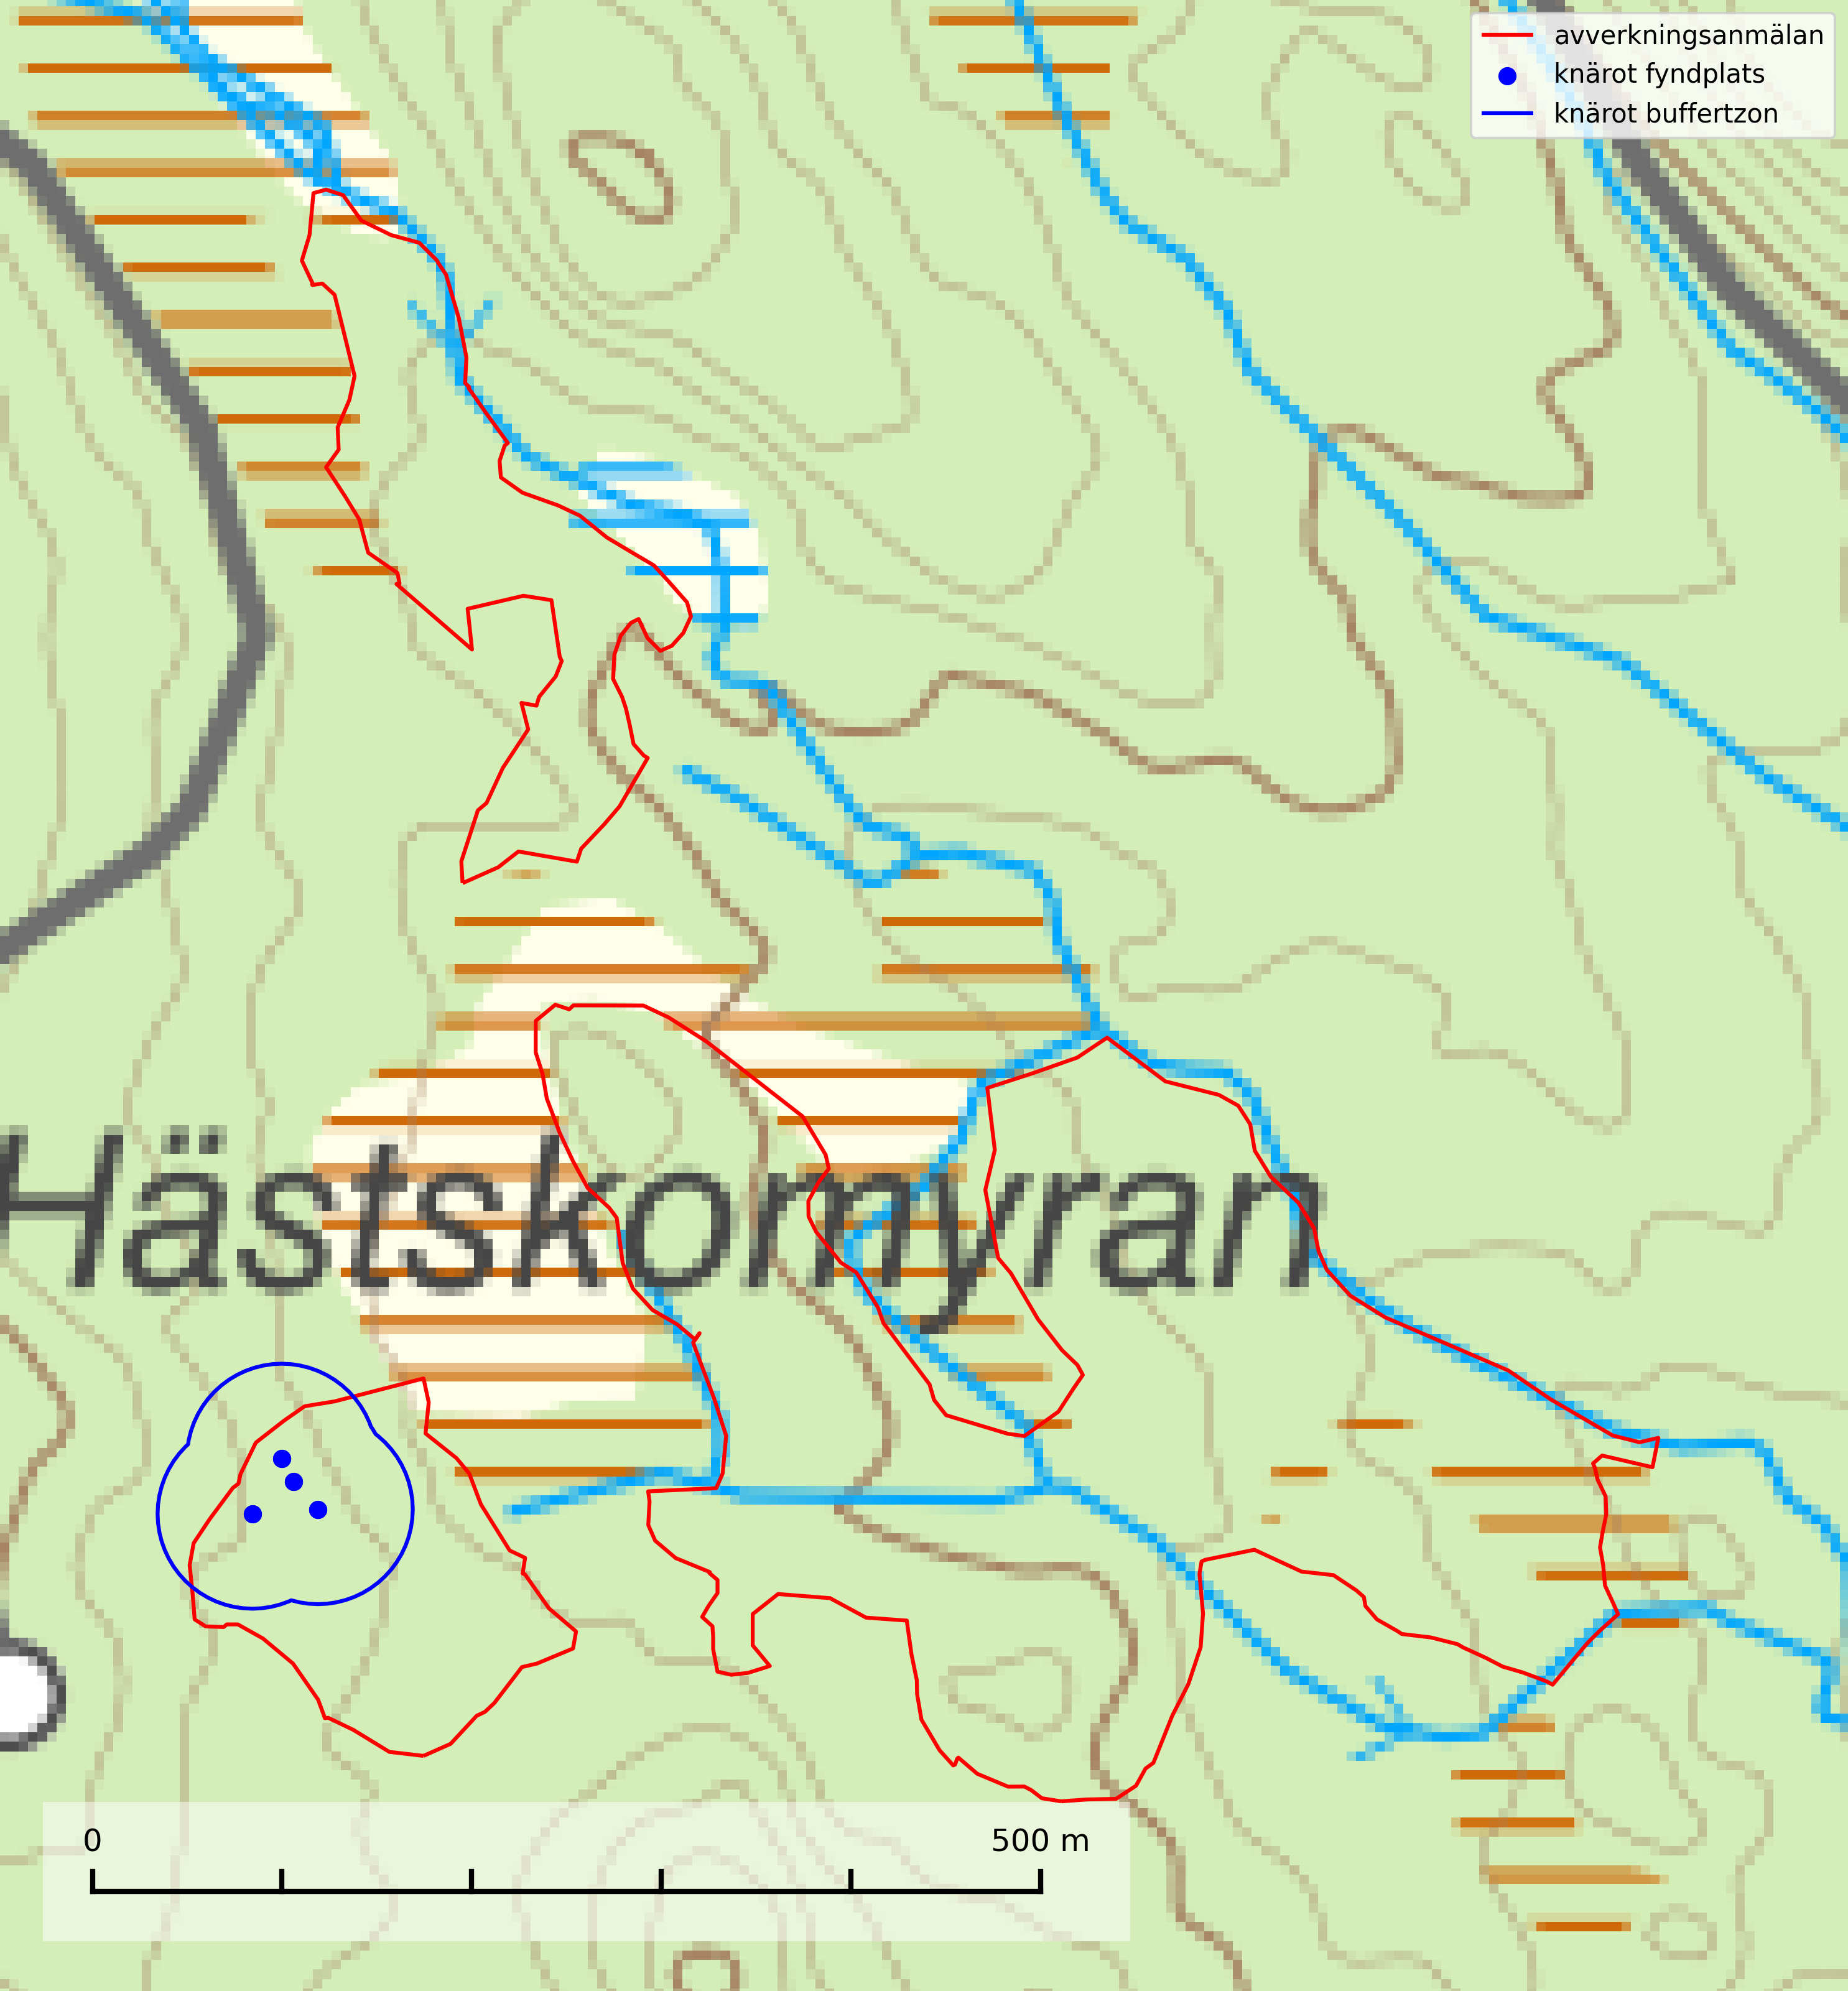 avverkningsanmälan
knärot fyndplats
knärot buffertzon
Hästskomyran
0 500 m